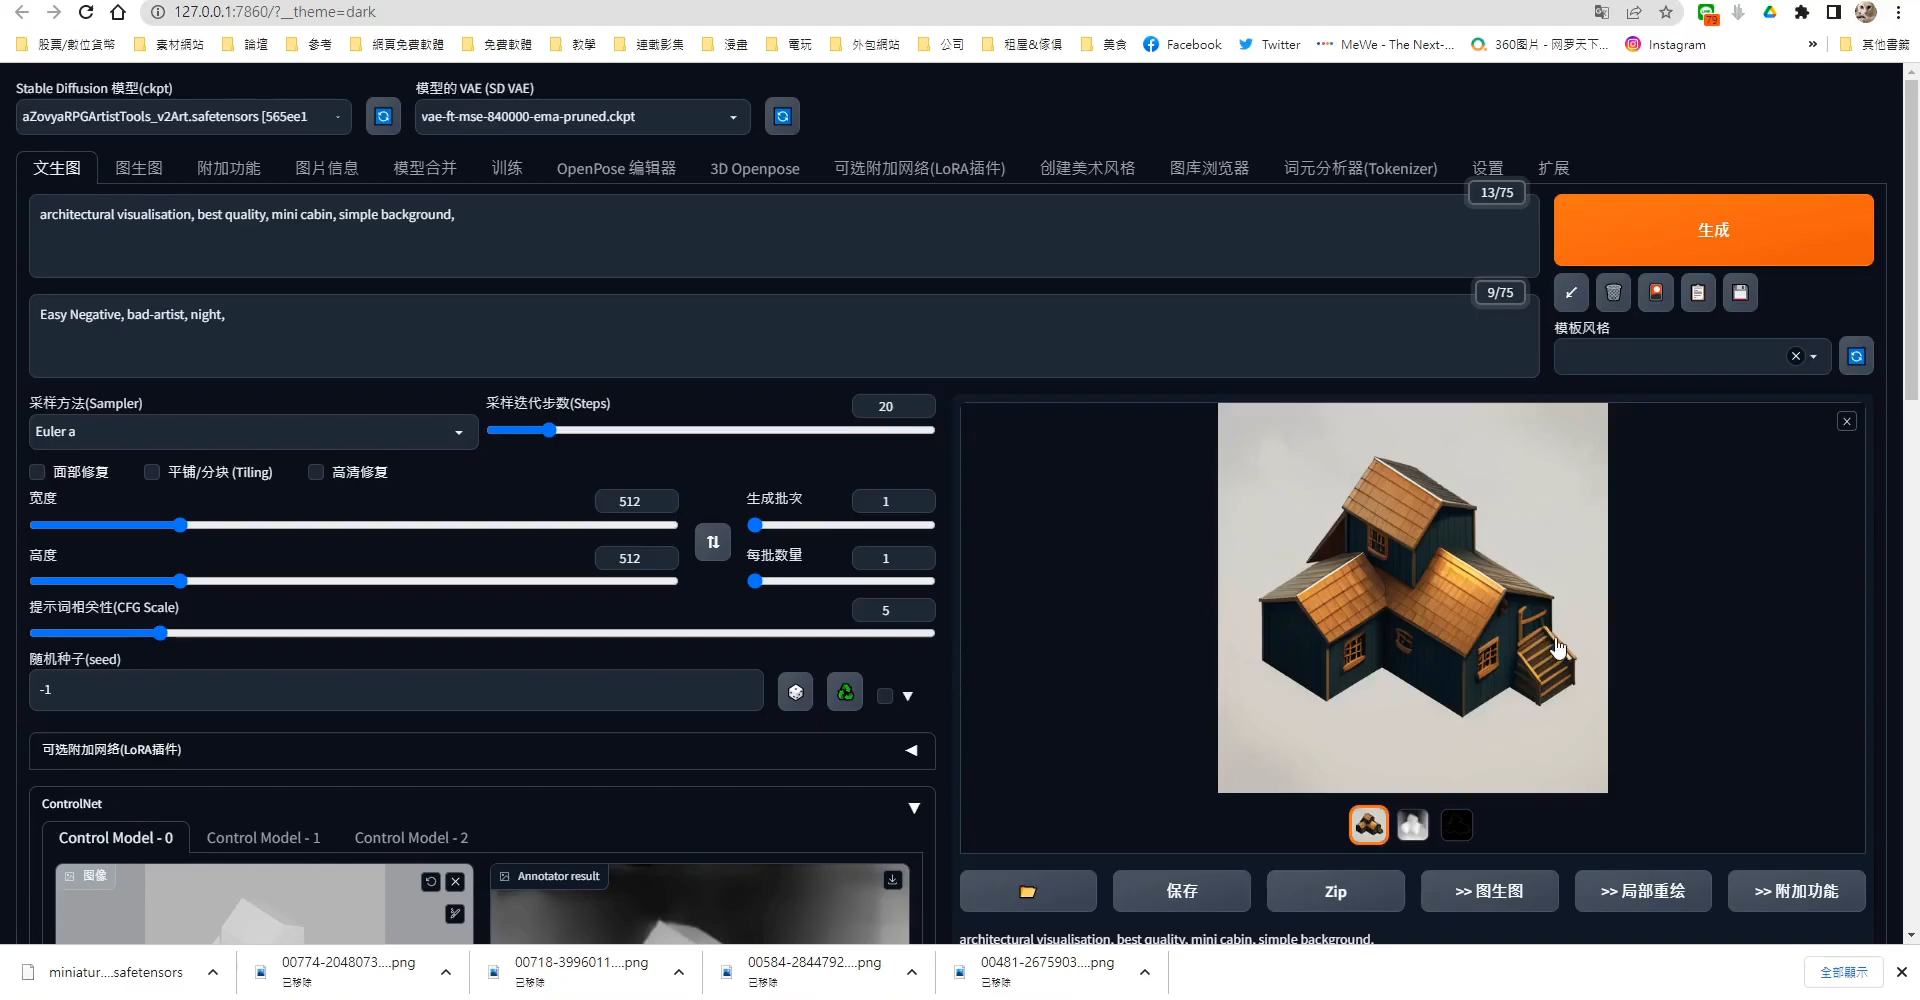 127.0.0.1:7860/?__theme=dark
79
股票/數位貨幣
素材網站
論壇
參考
網頁免費軟體
免費軟體
教學
連載影集
漫畫
電玩
外包網站
公司
租屋&傢俱
美食
Facebook
Twitter
MeWe - The Next-...
360图片 - 网萝天下...
Instagram
»
其他書籤
Stable Diffusion 模型(ckpt)
模型的 VAE (SD VAE)
aZovyaRPGArtistTools_v2Art.safetensors [565ee1
vae-ft-mse-840000-ema-pruned.ckpt
文生图
图生图
附加功能
图片信息
模型合并
训练
OpenPose 编辑器
3D Openpose
可选附加网络(LoRA插件)
创建美术风格
图库浏览器
词元分析器(Tokenizer)
设置
扩展
13/75
architectural visualisation, best quality, mini cabin, simple background,
生成
9/75
Easy Negative, bad-artist, night,
模板风格
采样方法(Sampler)
采样迭代步数(Steps)
20
Euler a
面部修复
平铺/分块 (Tiling)
高清修复
宽度
512
生成批次
1
高度
512
每批数量
1
提示词相关性(CFG Scale)
5
随机种子(seed)
-1
可选附加网络(LoRA插件)
ControlNet
Control Model - 0
Control Model - 1
Control Model - 2
图像
Annotator result
保存
Zip
>> 图生图
>> 局部重绘
>> 附加功能
architectural visualisation, best quality, mini cabin, simple background,
miniatur....safetensors
00774-2048073....png
已移除
00718-3996011....png
已移除
00584-2844792....png
已移除
00481-2675903....png
已移除
全部顯示